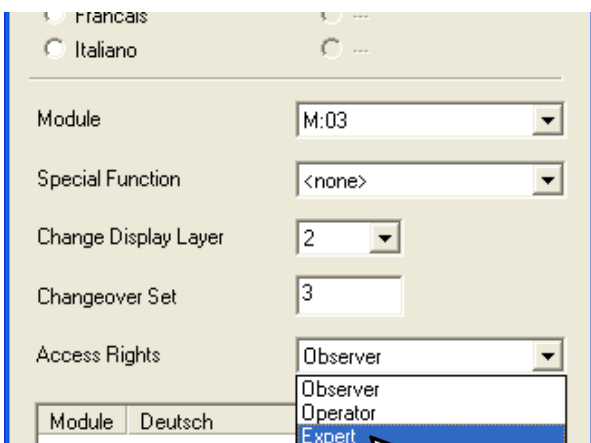 Francais ---
Italiano ---
Module M:03
Special Function <none>
Change Display Layer 2
Changeover Set 3
Access Rights Observer
Observer
Operator
Module Deutsch Expert